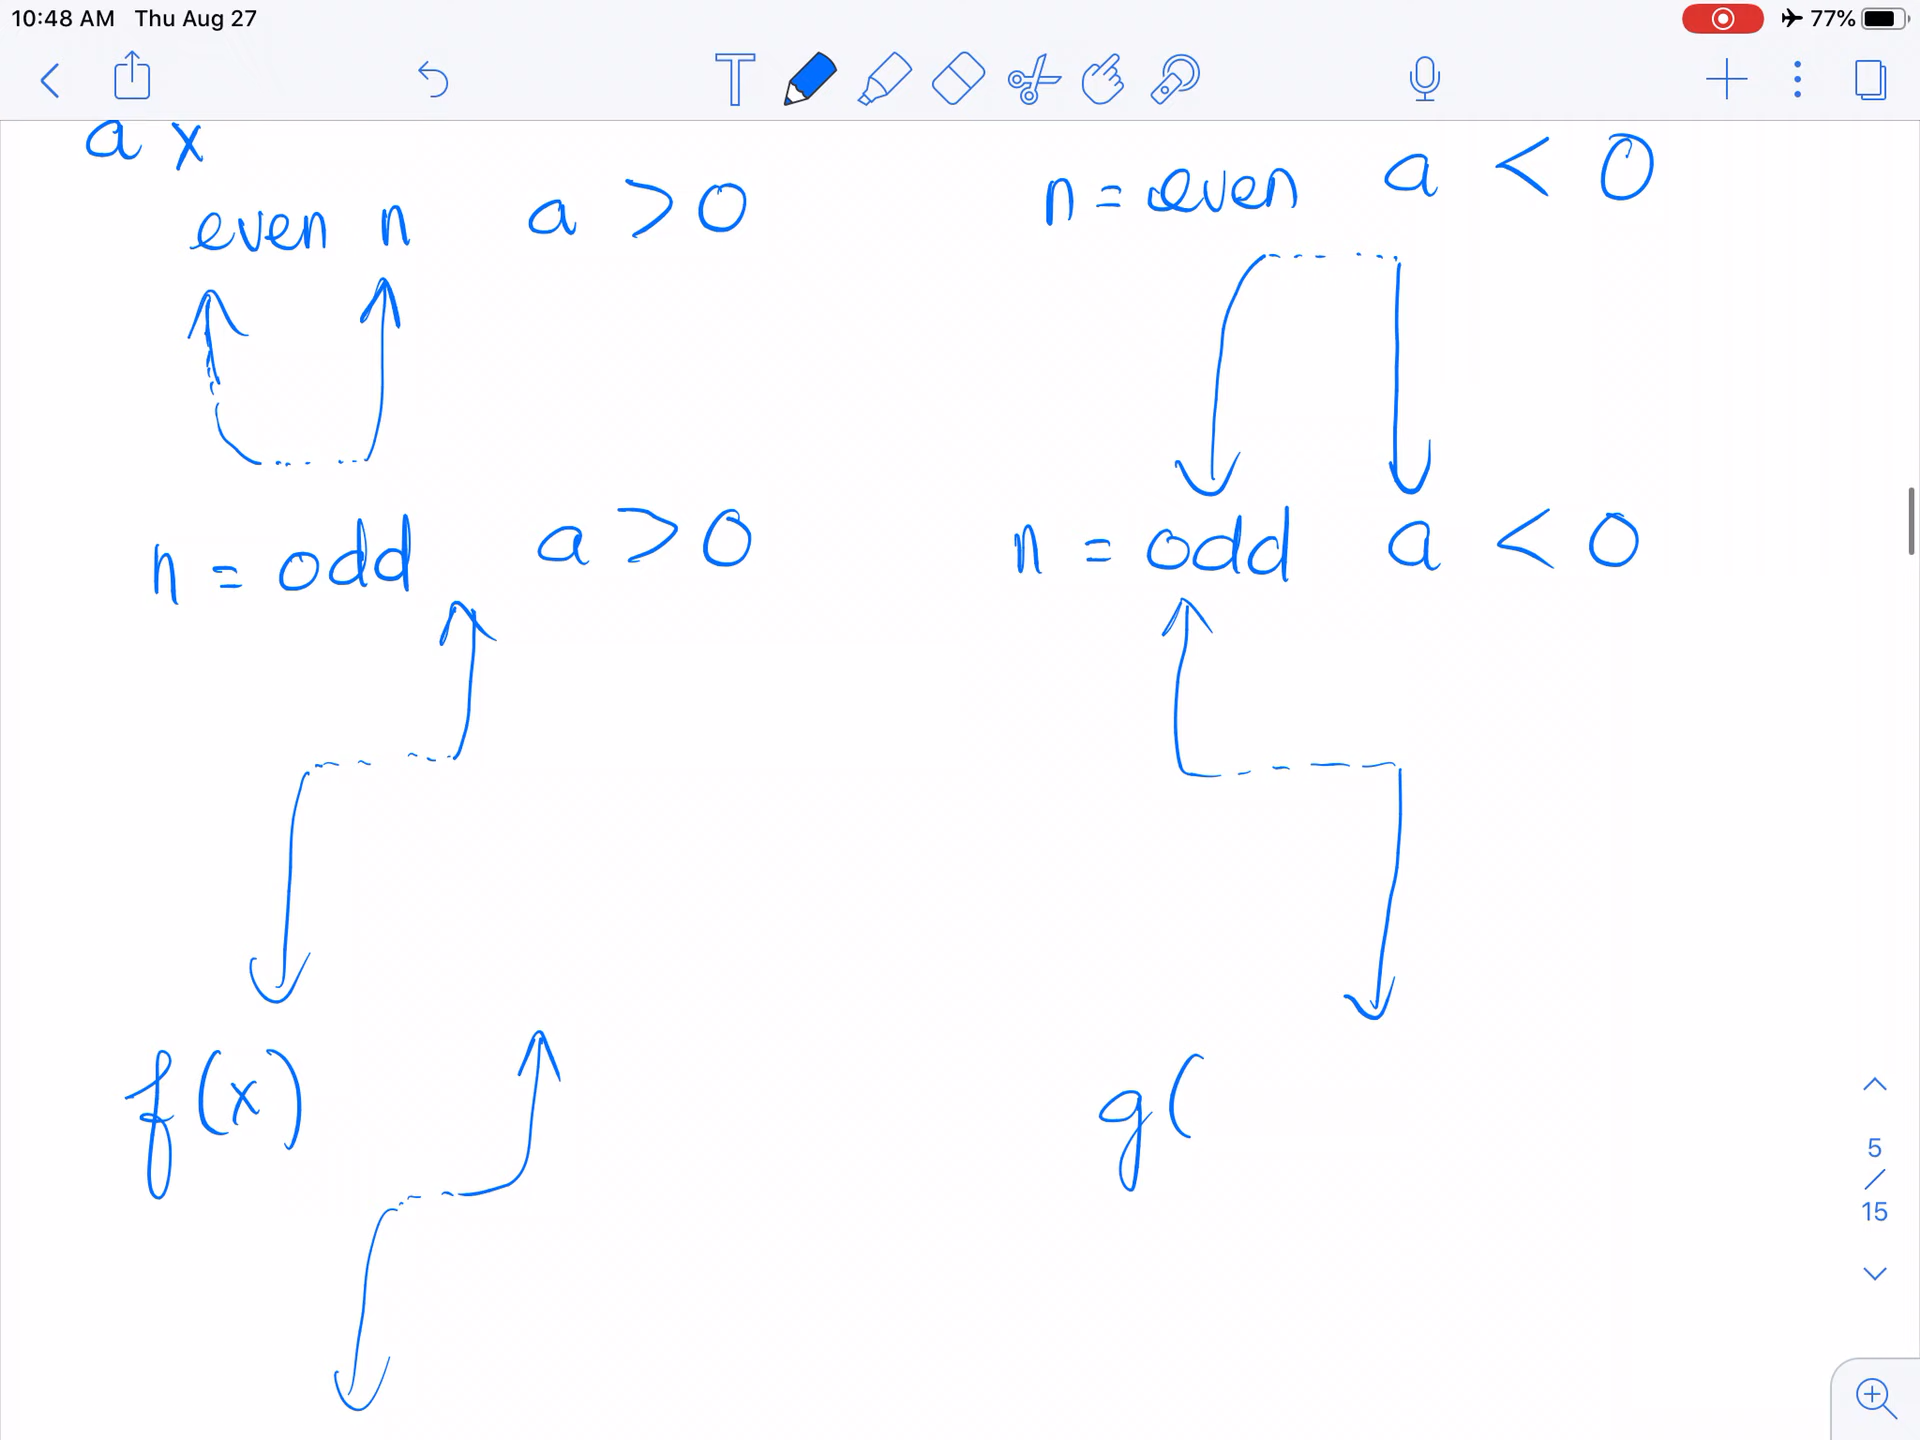 10:48 AM Thu Aug 27 77%
T
a x
even n a > 0 n = even a < 0
n = odd a > 0 n = odd a < 0
f(x) g(
5
/
15